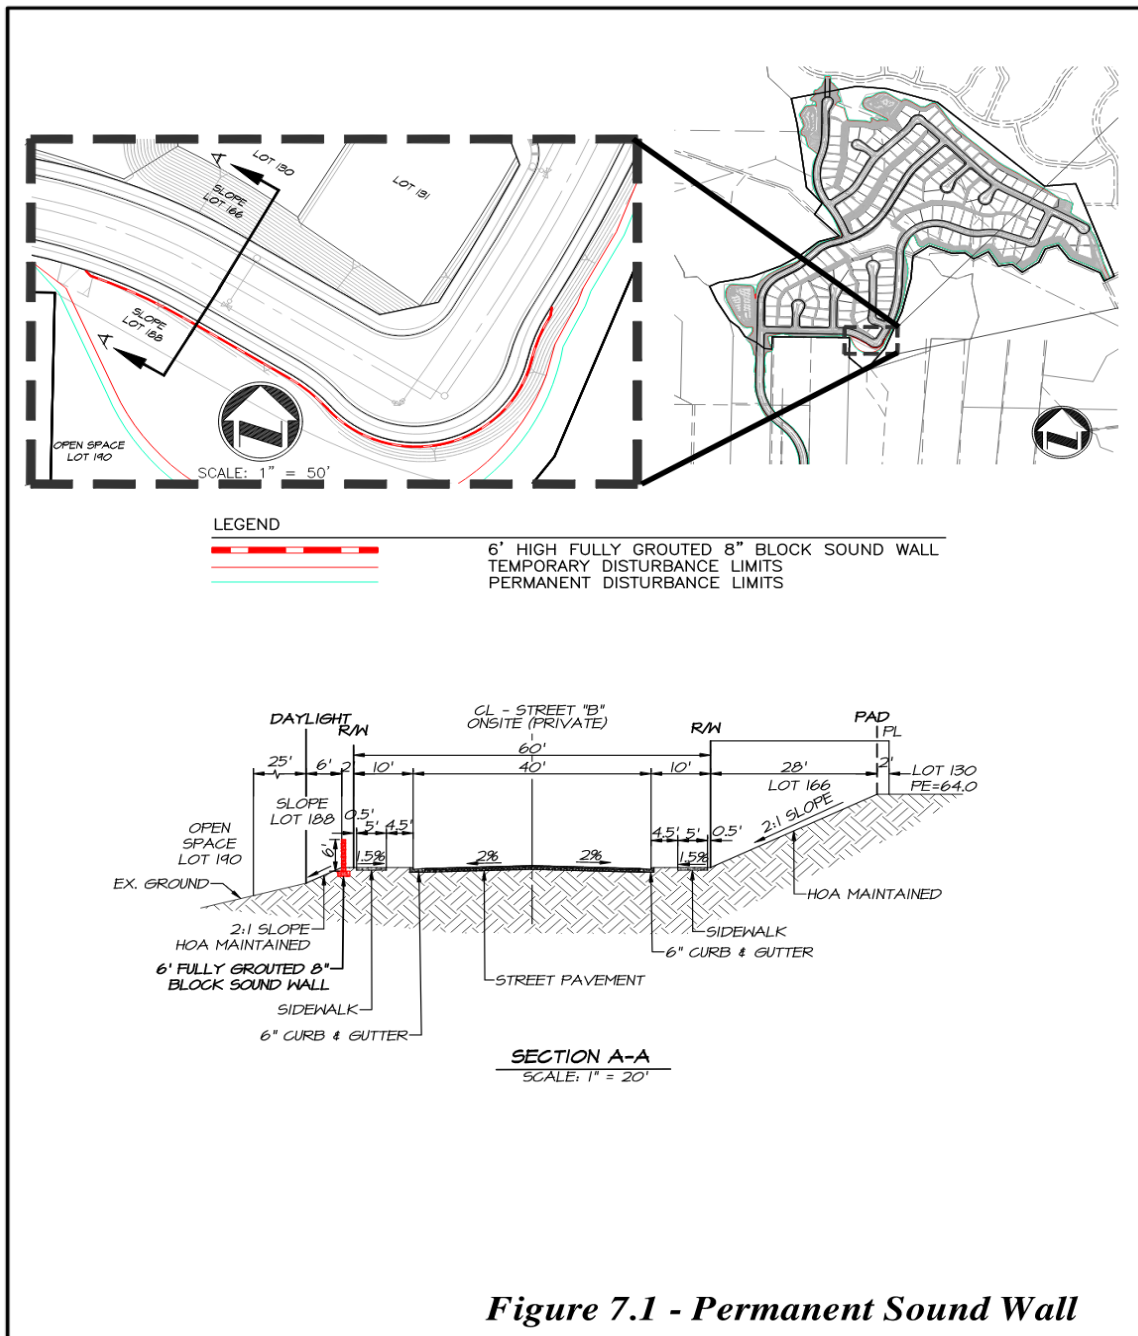 A
LOT 130
SLOPE
LOT 166
LOT 131
SLOPE
LOT 188
A
OPEN SPACE
LOT 190
SCALE: 1" = 50'
LEGEND
6' HIGH FULLY GROUTED 8" BLOCK SOUND WALL
TEMPORARY DISTURBANCE LIMITS
PERMANENT DISTURBANCE LIMITS
CL - STREET "B"
ONSITE (PRIVATE)
DAYLIGHT
R/W
R/W
PAD
PL
60'
25'
6'
2'
10'
40'
10'
28'
2'
LOT 130
PE=64.0
LOT 166
SLOPE
LOT 188
0.5'
5'
4.5'
4.5'
5'
0.5'
2:1 SLOPE
OPEN
SPACE
LOT 190
6'
1.5%
2%
2%
1.5%
EX. GROUND
HOA MAINTAINED
2:1 SLOPE
HOA MAINTAINED
SIDEWALK
6" CURB & GUTTER
6' FULLY GROUTED 8"
BLOCK SOUND WALL
STREET PAVEMENT
SIDEWALK
6" CURB & GUTTER
SECTION A-A
SCALE: 1" = 20'
Figure 7.1 - Permanent Sound Wall